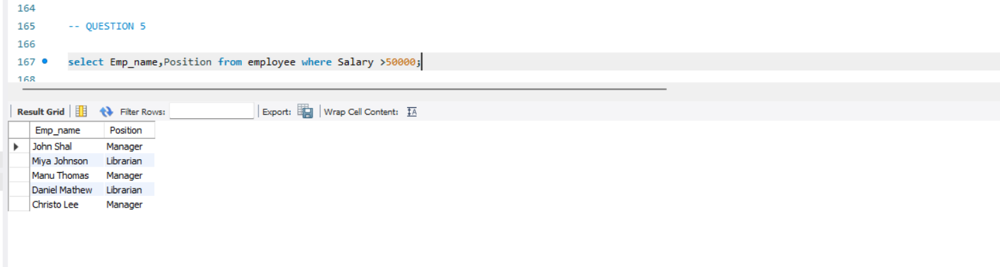 164
165 -- QUESTION 5
166
167 select Emp_name,Position from employee where Salary >50000;
168
Result Grid Filter Rows: Export: Wrap Cell Content: IA
Emp_name Position
John Shal Manager
Miya Johnson Librarian
Manu Thomas Manager
Daniel Mathew Librarian
Christo Lee Manager